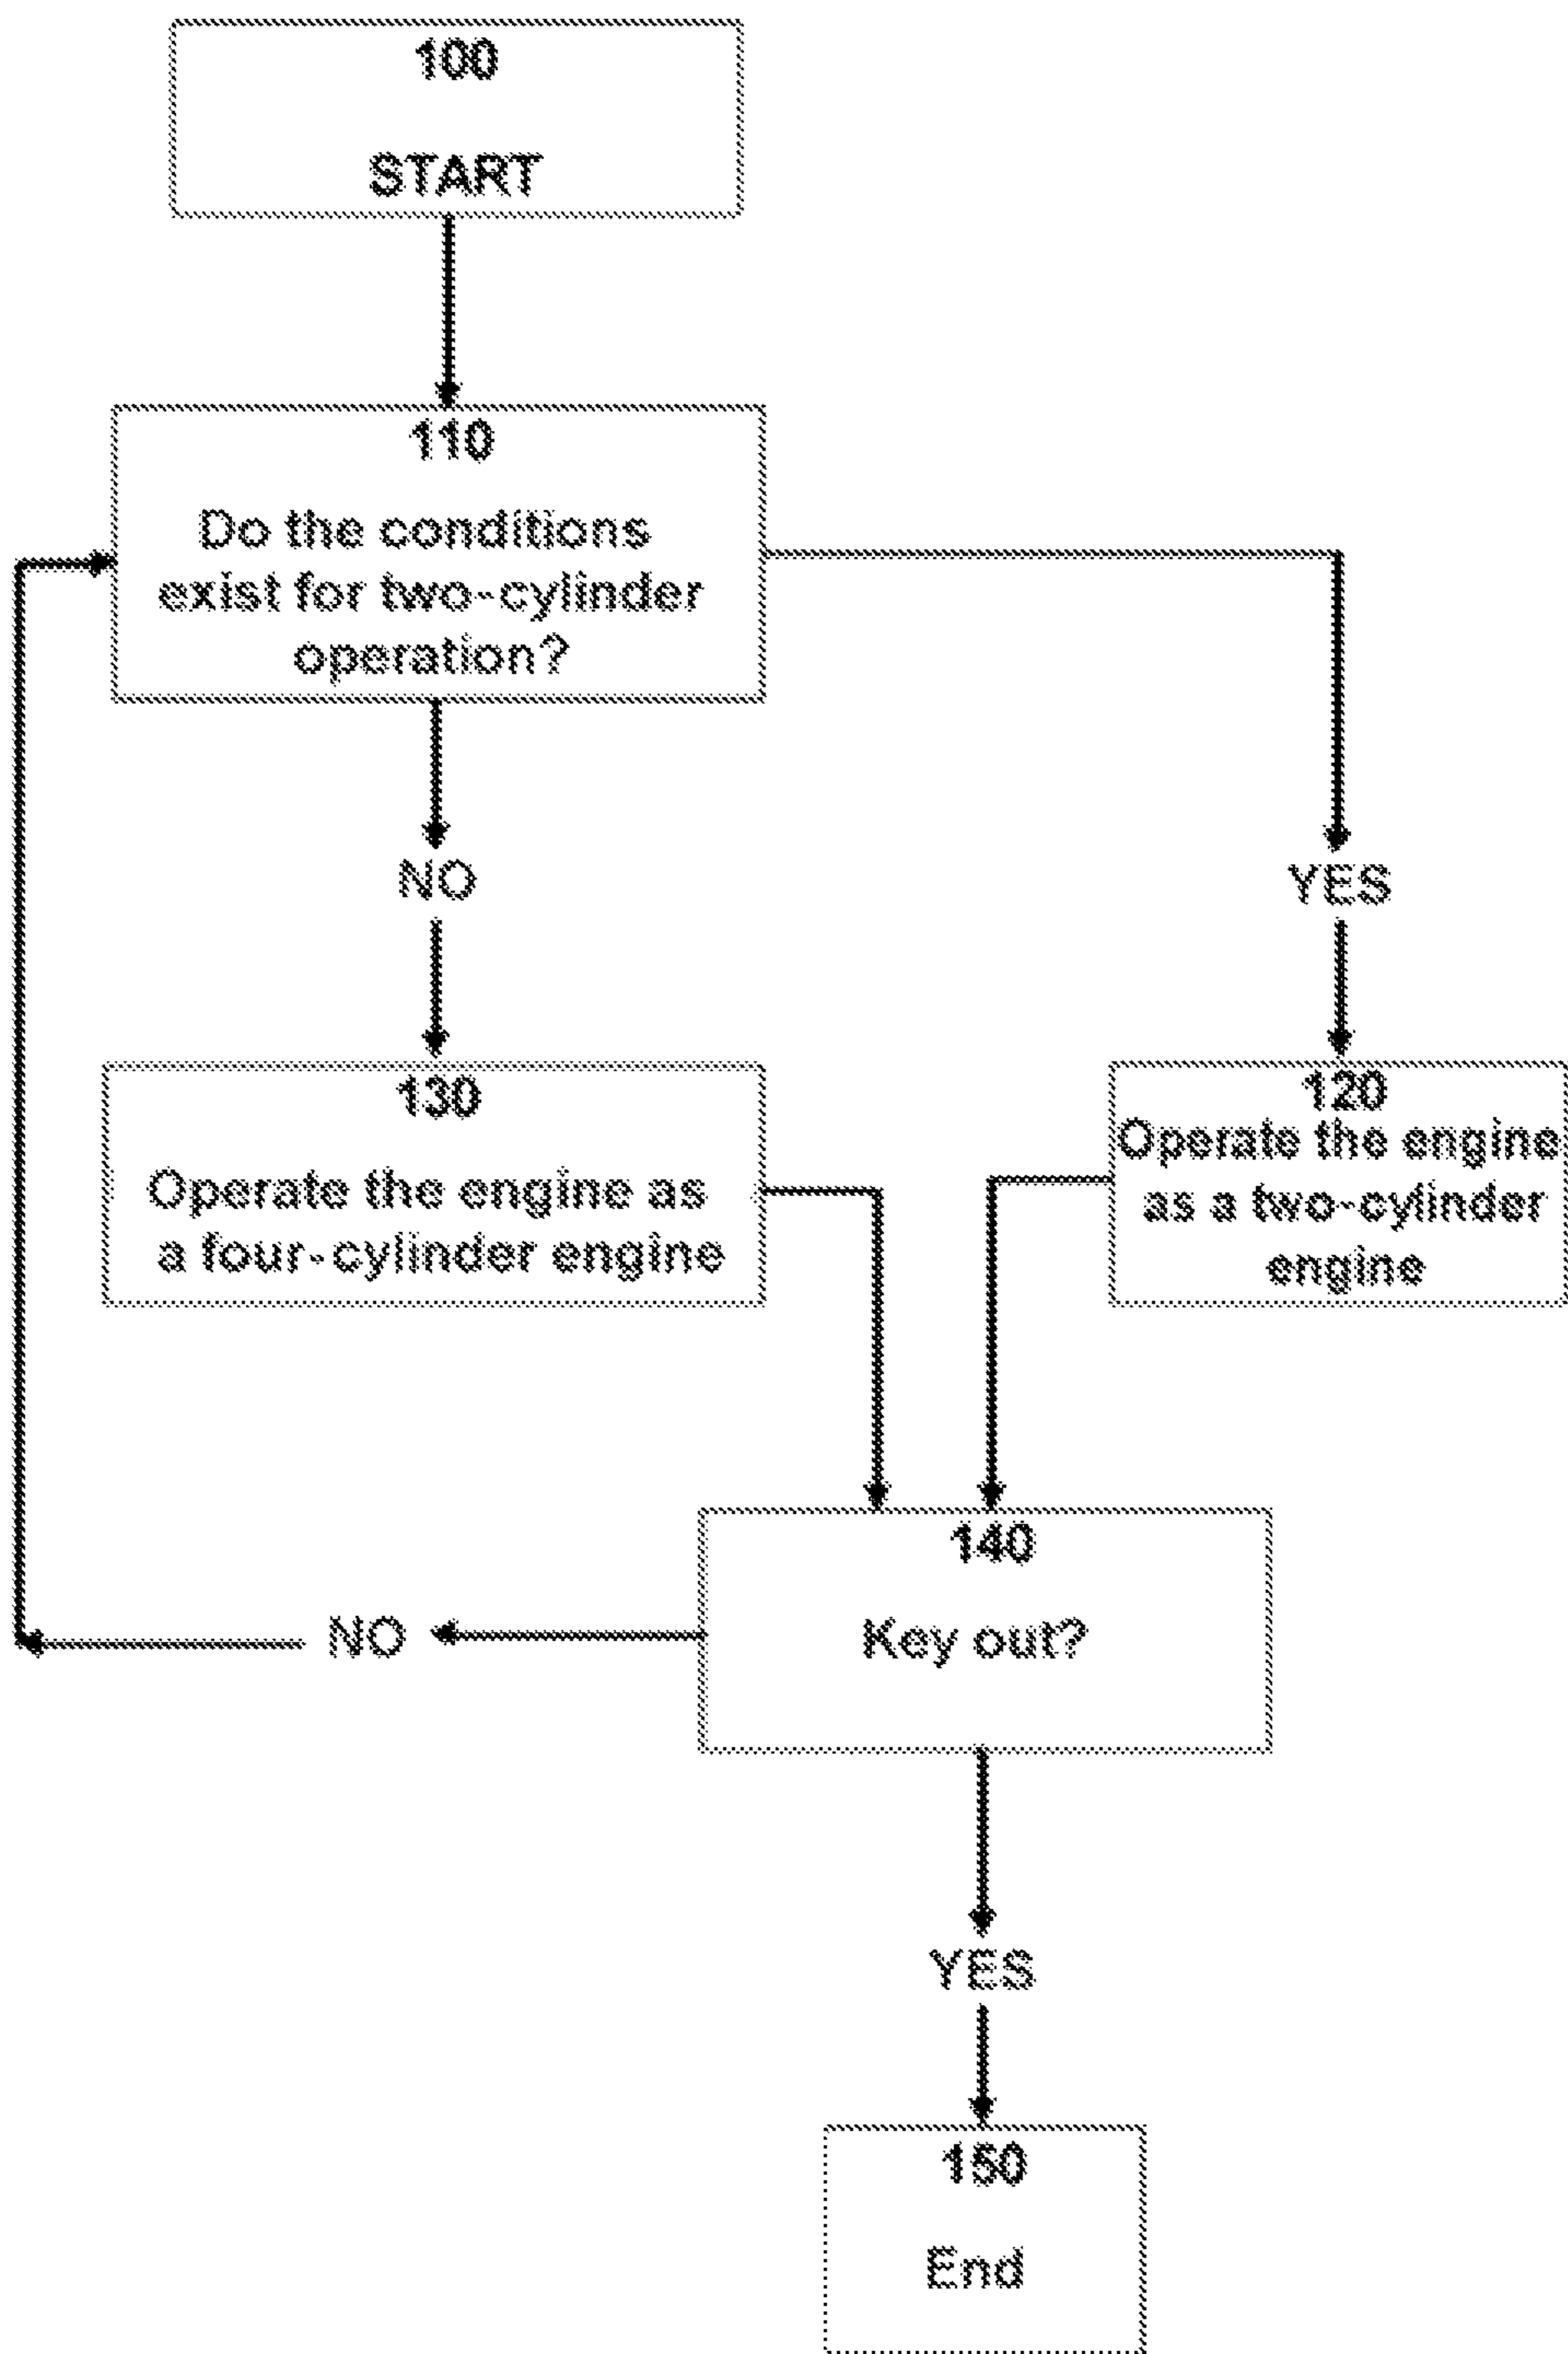 100
START
110
Do the conditions
exist for two-cylinder
operation?
NO
YES
130
Operate the engine as
a four-cylinder engine
120
Operate the engine
as a two-cylinder
engine
140
Key out?
NO
YES
150
End